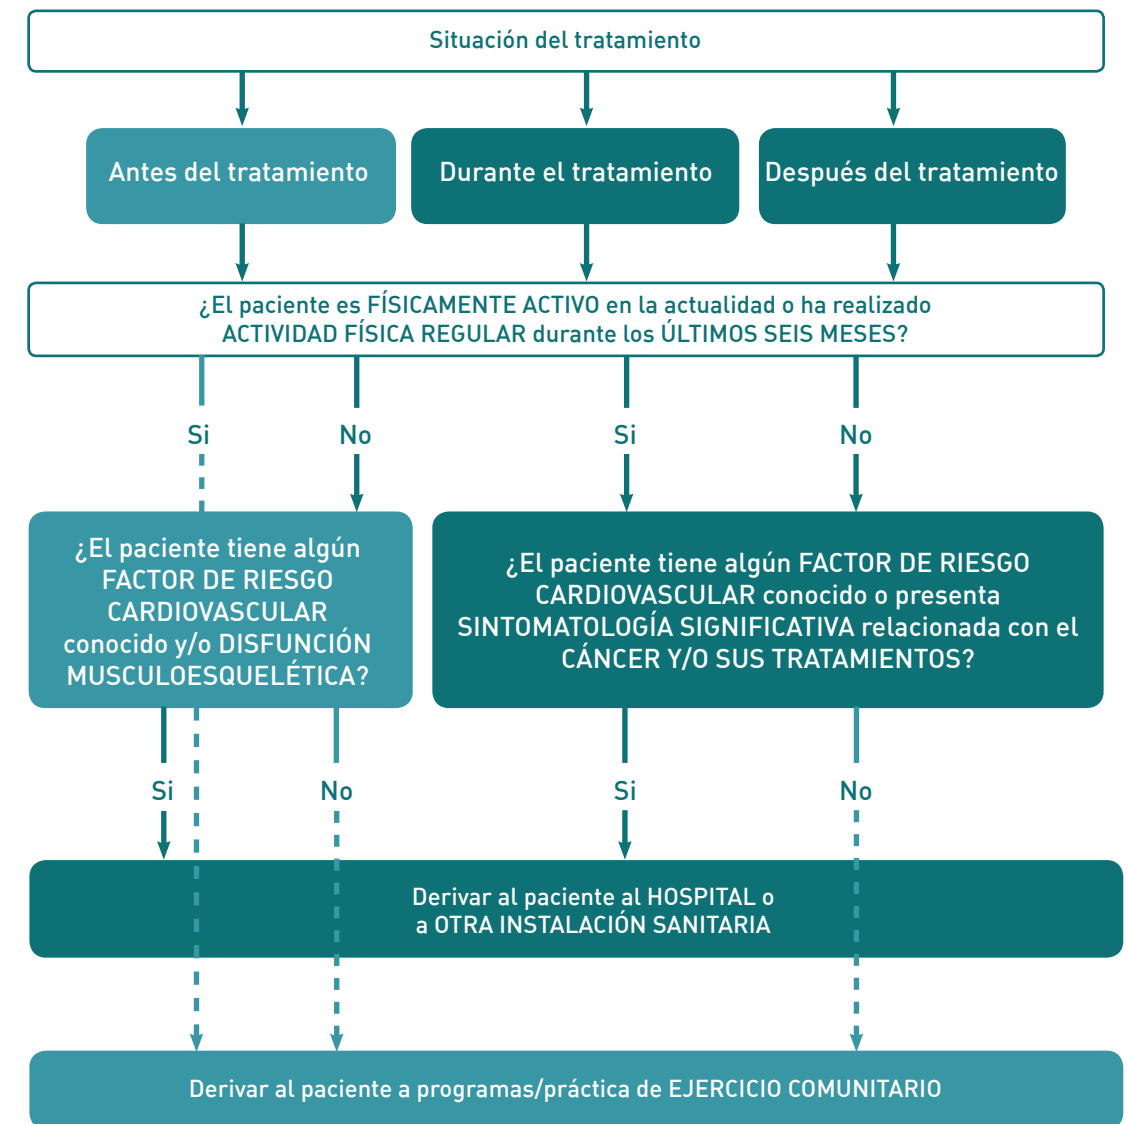 Situación del tratamiento
Antes del tratamiento
Durante el tratamiento
Después del tratamiento
¿El paciente es FÍSICAMENTE ACTIVO en la actualidad o ha realizado
ACTIVIDAD FÍSICA REGULAR durante los ÚLTIMOS SEIS MESES?
Si
No
Si
No
¿El paciente tiene algún
FACTOR DE RIESGO
CARDIOVASCULAR
conocido y/o DISFUNCIÓN
MUSCULOESQUELÉTICA?
¿El paciente tiene algún FACTOR DE RIESGO
CARDIOVASCULAR conocido o presenta
SINTOMATOLOGÍA SIGNIFICATIVA relacionada con el
CÁNCER Y/O SUS TRATAMIENTOS?
Si
No
Si
No
Derivar al paciente al HOSPITAL o
a OTRA INSTALACIÓN SANITARIA
Derivar al paciente a programas/práctica de EJERCICIO COMUNITARIO